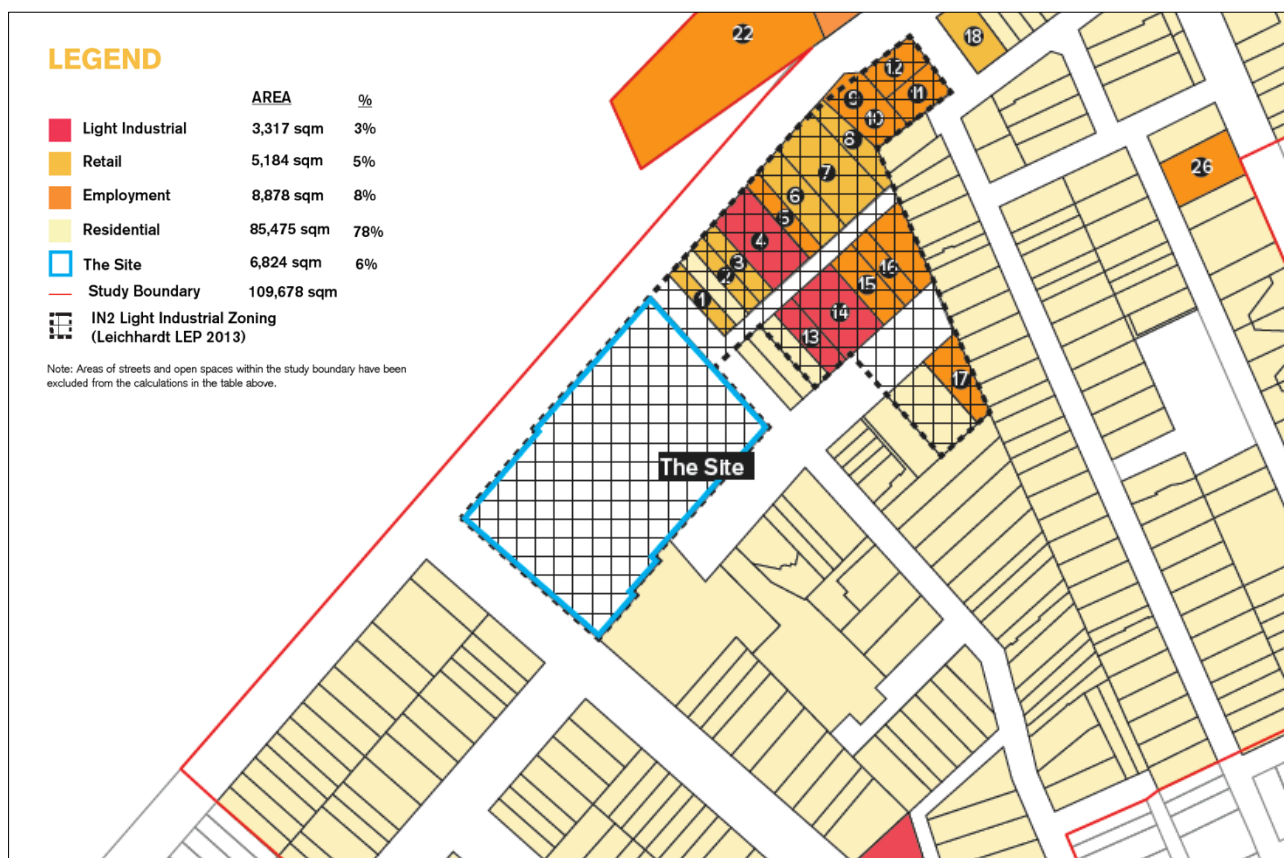 LEGEND
AREA %
Light Industrial 3,317 sqm 3%
Retail 5,184 sqm 5%
Employment 8,878 sqm 8%
Residential 85,475 sqm 78%
The Site 6,824 sqm 6%
Study Boundary 109,678 sqm
IN2 Light Industrial Zoning
(Leichhardt LEP 2013)
Note: Areas of streets and open spaces within the study boundary have been
excluded from the calculations in the table above.
22
18
12
11
9
10
8
7
26
6
5
4
3
2
1
16
15
14
13
17
The Site